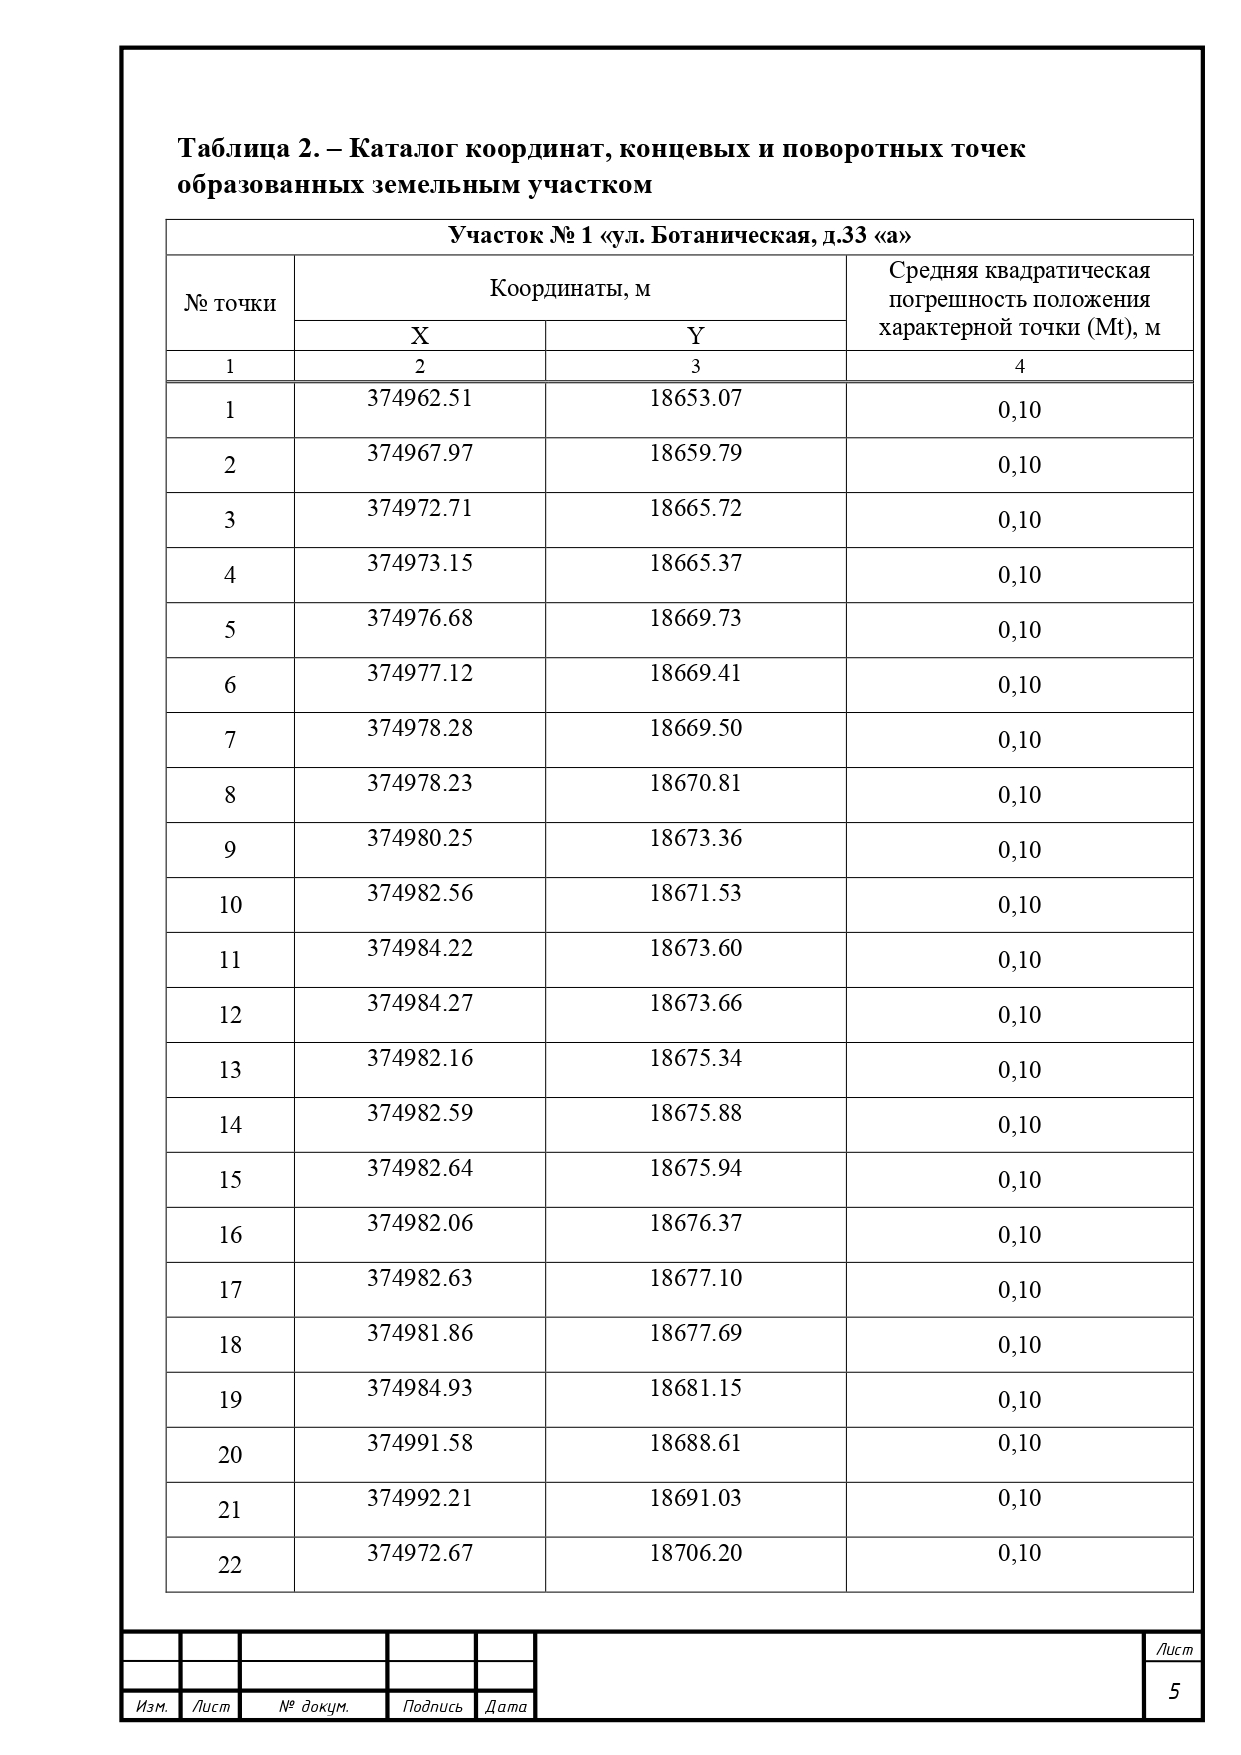 Таблица 2. – Каталог координат, концевых и поворотных точек
образованных земельным участком
Участок № 1 «ул. Ботаническая, д.33 «а»
№ точки
Координаты, м
Средняя квадратическая
погрешность положения
характерной точки (Mt), м
X Y
1 2 3 4
1 374962.51 18653.07 0,10
2 374967.97 18659.79 0,10
3 374972.71 18665.72 0,10
4 374973.15 18665.37 0,10
5 374976.68 18669.73 0,10
6 374977.12 18669.41 0,10
7 374978.28 18669.50 0,10
8 374978.23 18670.81 0,10
9 374980.25 18673.36 0,10
10 374982.56 18671.53 0,10
11 374984.22 18673.60 0,10
12 374984.27 18673.66 0,10
13 374982.16 18675.34 0,10
14 374982.59 18675.88 0,10
15 374982.64 18675.94 0,10
16 374982.06 18676.37 0,10
17 374982.63 18677.10 0,10
18 374981.86 18677.69 0,10
19 374984.93 18681.15 0,10
20 374991.58 18688.61 0,10
21 374992.21 18691.03 0,10
22 374972.67 18706.20 0,10
Лист
5
Изм. Лист № докум. Подпись Дата